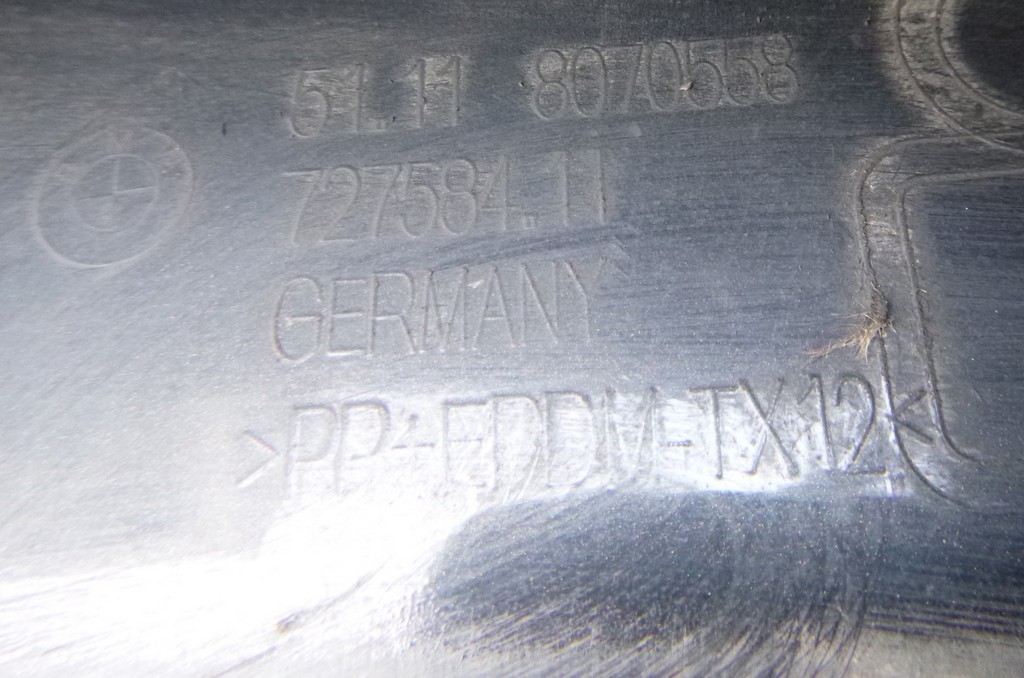 51.11 8070558
727584.11
GERMANY
>PP+EPDM-TX12<